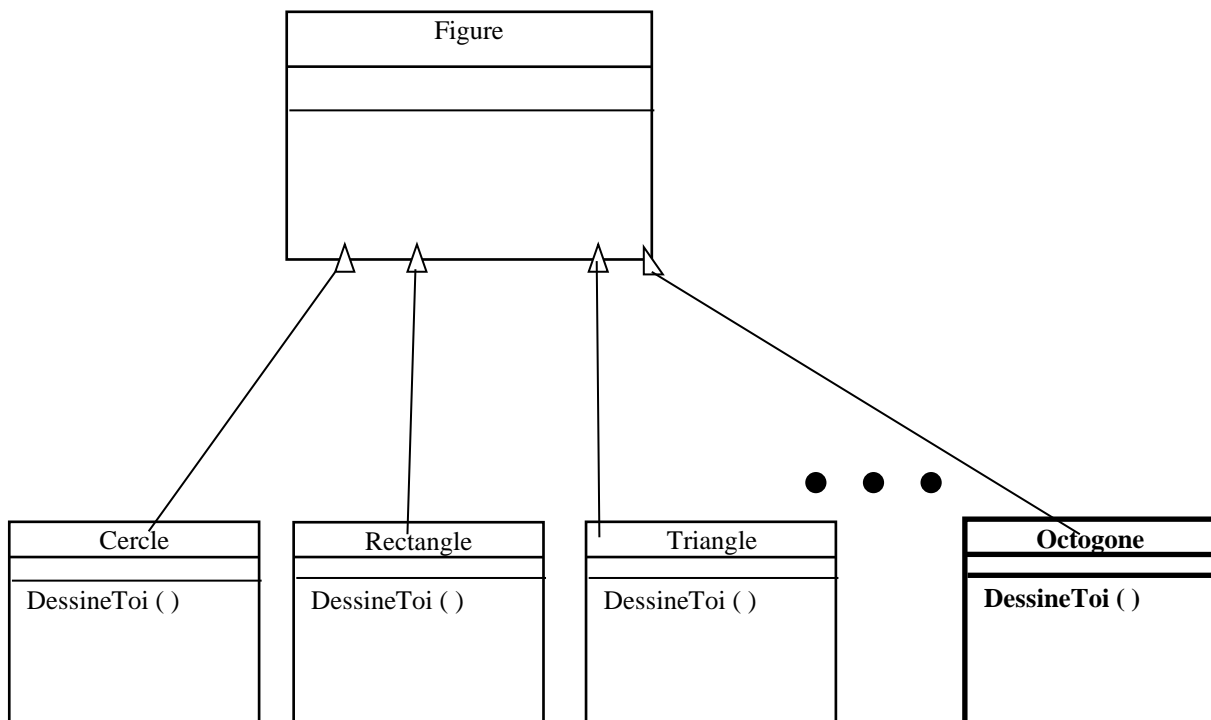 Figure
Cercle
Rectangle
Triangle
Octogone
DessineToi ( )
DessineToi ( )
DessineToi ( )
DessineToi ( )